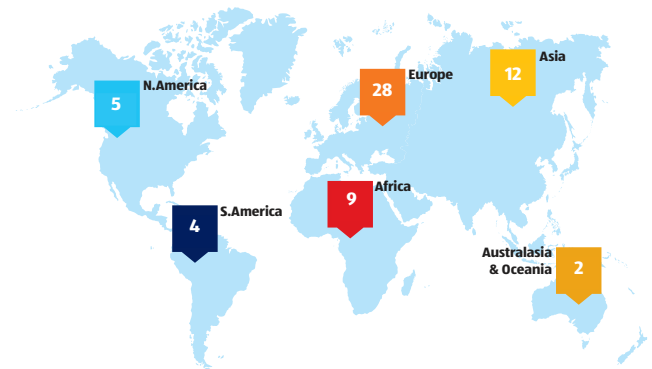 N.America
5
Europe
28
Asia
12
Africa
9
S.America
4
Australasia
& Oceania
2